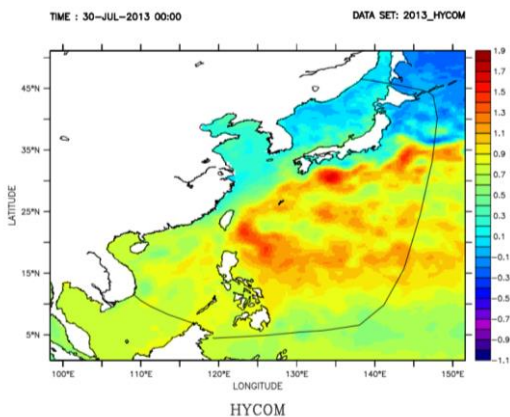 TIME : 30-JUL-2013 00:00
DATA SET: 2013_HYCOM
1.9
1.7
1.5
1.3
1.1
0.9
0.7
0.5
0.3
0.1
-0.1
-0.3
-0.5
-0.7
-0.9
-1.1
45°N
35°N
25°N
15°N
5°N
LATITUDE
100°E 110°E 120°E 130°E 140°E 150°E
LONGITUDE
HYCOM